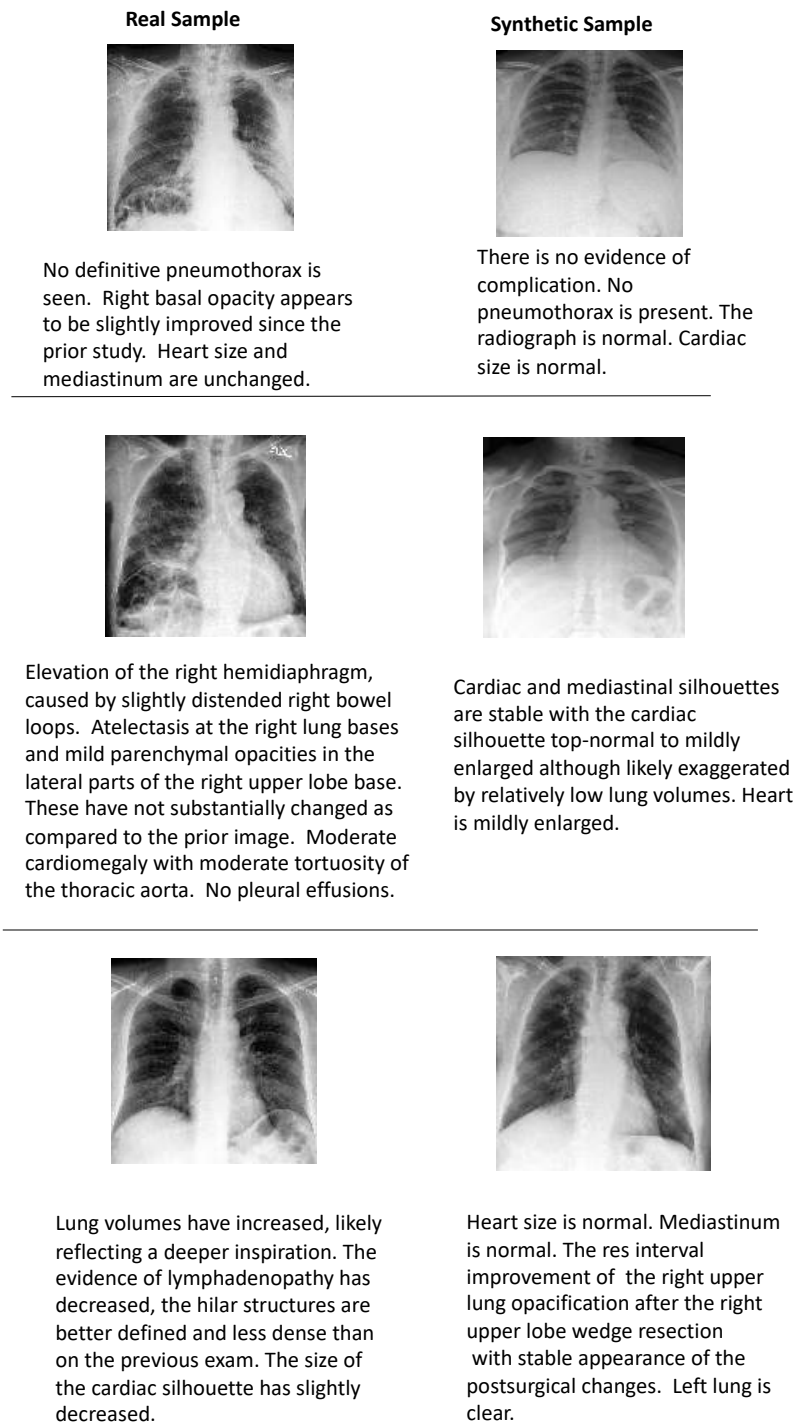 Real Sample
Synthetic Sample
No definitive pneumothorax is
seen.  Right basal opacity appears
to be slightly improved since the
prior study.  Heart size and
mediastinum are unchanged.
There is no evidence of
complication. No
pneumothorax is present. The
radiograph is normal. Cardiac
size is normal.
Elevation of the right hemidiaphragm,
caused by slightly distended right bowel
loops.  Atelectasis at the right lung bases
and mild parenchymal opacities in the
lateral parts of the right upper lobe base.
These have not substantially changed as
compared to the prior image.  Moderate
cardiomegaly with moderate tortuosity of
the thoracic aorta.  No pleural effusions.
Cardiac and mediastinal silhouettes
are stable with the cardiac
silhouette top-normal to mildly
enlarged although likely exaggerated
by relatively low lung volumes. Heart
is mildly enlarged.
Lung volumes have increased, likely
reflecting a deeper inspiration. The
evidence of lymphadenopathy has
decreased, the hilar structures are
better defined and less dense than
on the previous exam. The size of
the cardiac silhouette has slightly
decreased.
Heart size is normal. Mediastinum
is normal. The res interval
improvement of  the right upper
lung opacification after the right
upper lobe wedge resection
with stable appearance of the
postsurgical changes.  Left lung is
clear.